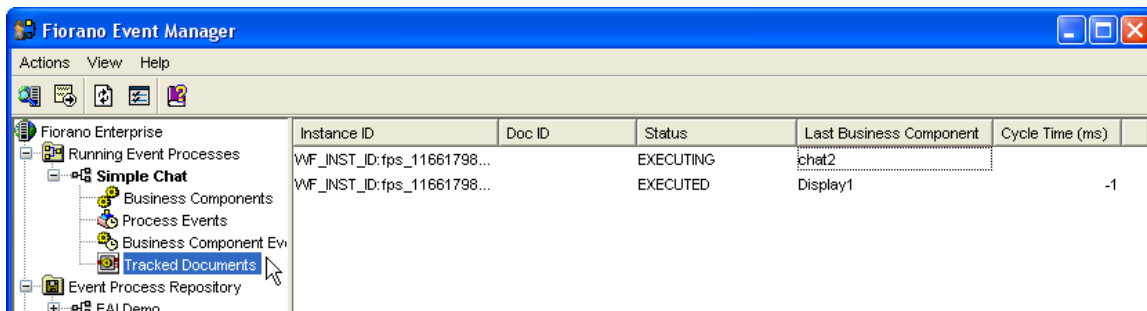 Fiorano Event Manager
Actions View Help
Fiorano Enterprise
Running Event Processes
Simple Chat
Business Components
Process Events
Business Component Ev
Tracked Documents
Event Process Repository
EAI Demo
Instance ID Doc ID Status Last Business Component Cycle Time (ms)
WF_INST_ID:fps_11661798... EXECUTING chat2
WF_INST_ID:fps_11661798... EXECUTED Display1 -1